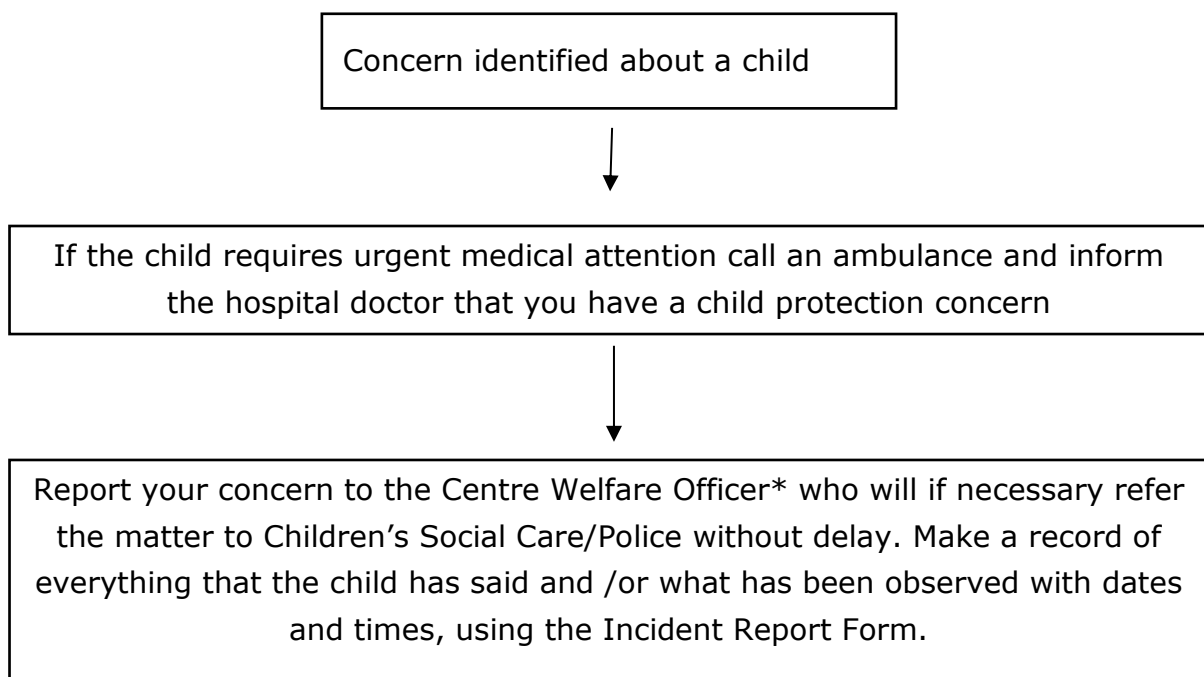 Concern identified about a child
If the child requires urgent medical attention call an ambulance and inform
the hospital doctor that you have a child protection concern
Report your concern to the Centre Welfare Officer* who will if necessary refer
the matter to Children’s Social Care/Police without delay. Make a record of
everything that the child has said and /or what has been observed with dates
and times, using the Incident Report Form.